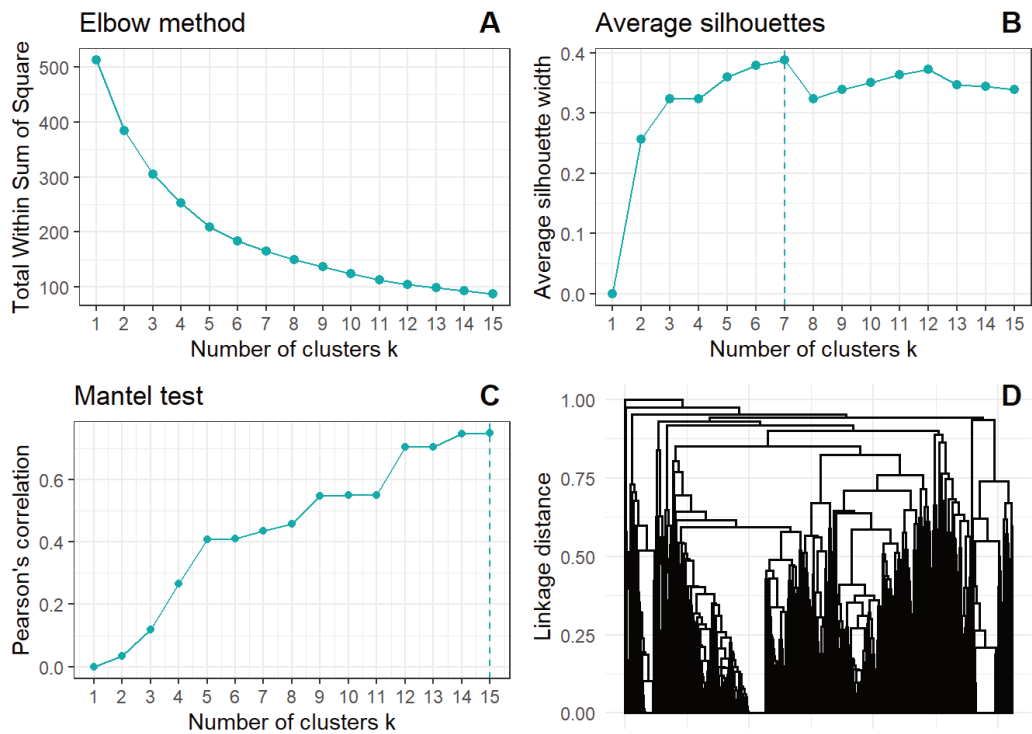 Elbow method
A
Total Within Sum of Square
500
400
300
200
100
1 2 3 4 5 6 7 8 9 10 11 12 13 14 15
Number of clusters k
Average silhouettes
B
Average silhouette width
0.4
0.3
0.2
0.1
0.0
1 2 3 4 5 6 7 8 9 10 11 12 13 14 15
Number of clusters k
Mantel test
C
Pearson's correlation
0.6
0.4
0.2
0.0
1 2 3 4 5 6 7 8 9 10 11 12 13 14 15
Number of clusters k
D
Linkage distance
1.00
0.75
0.50
0.25
0.00